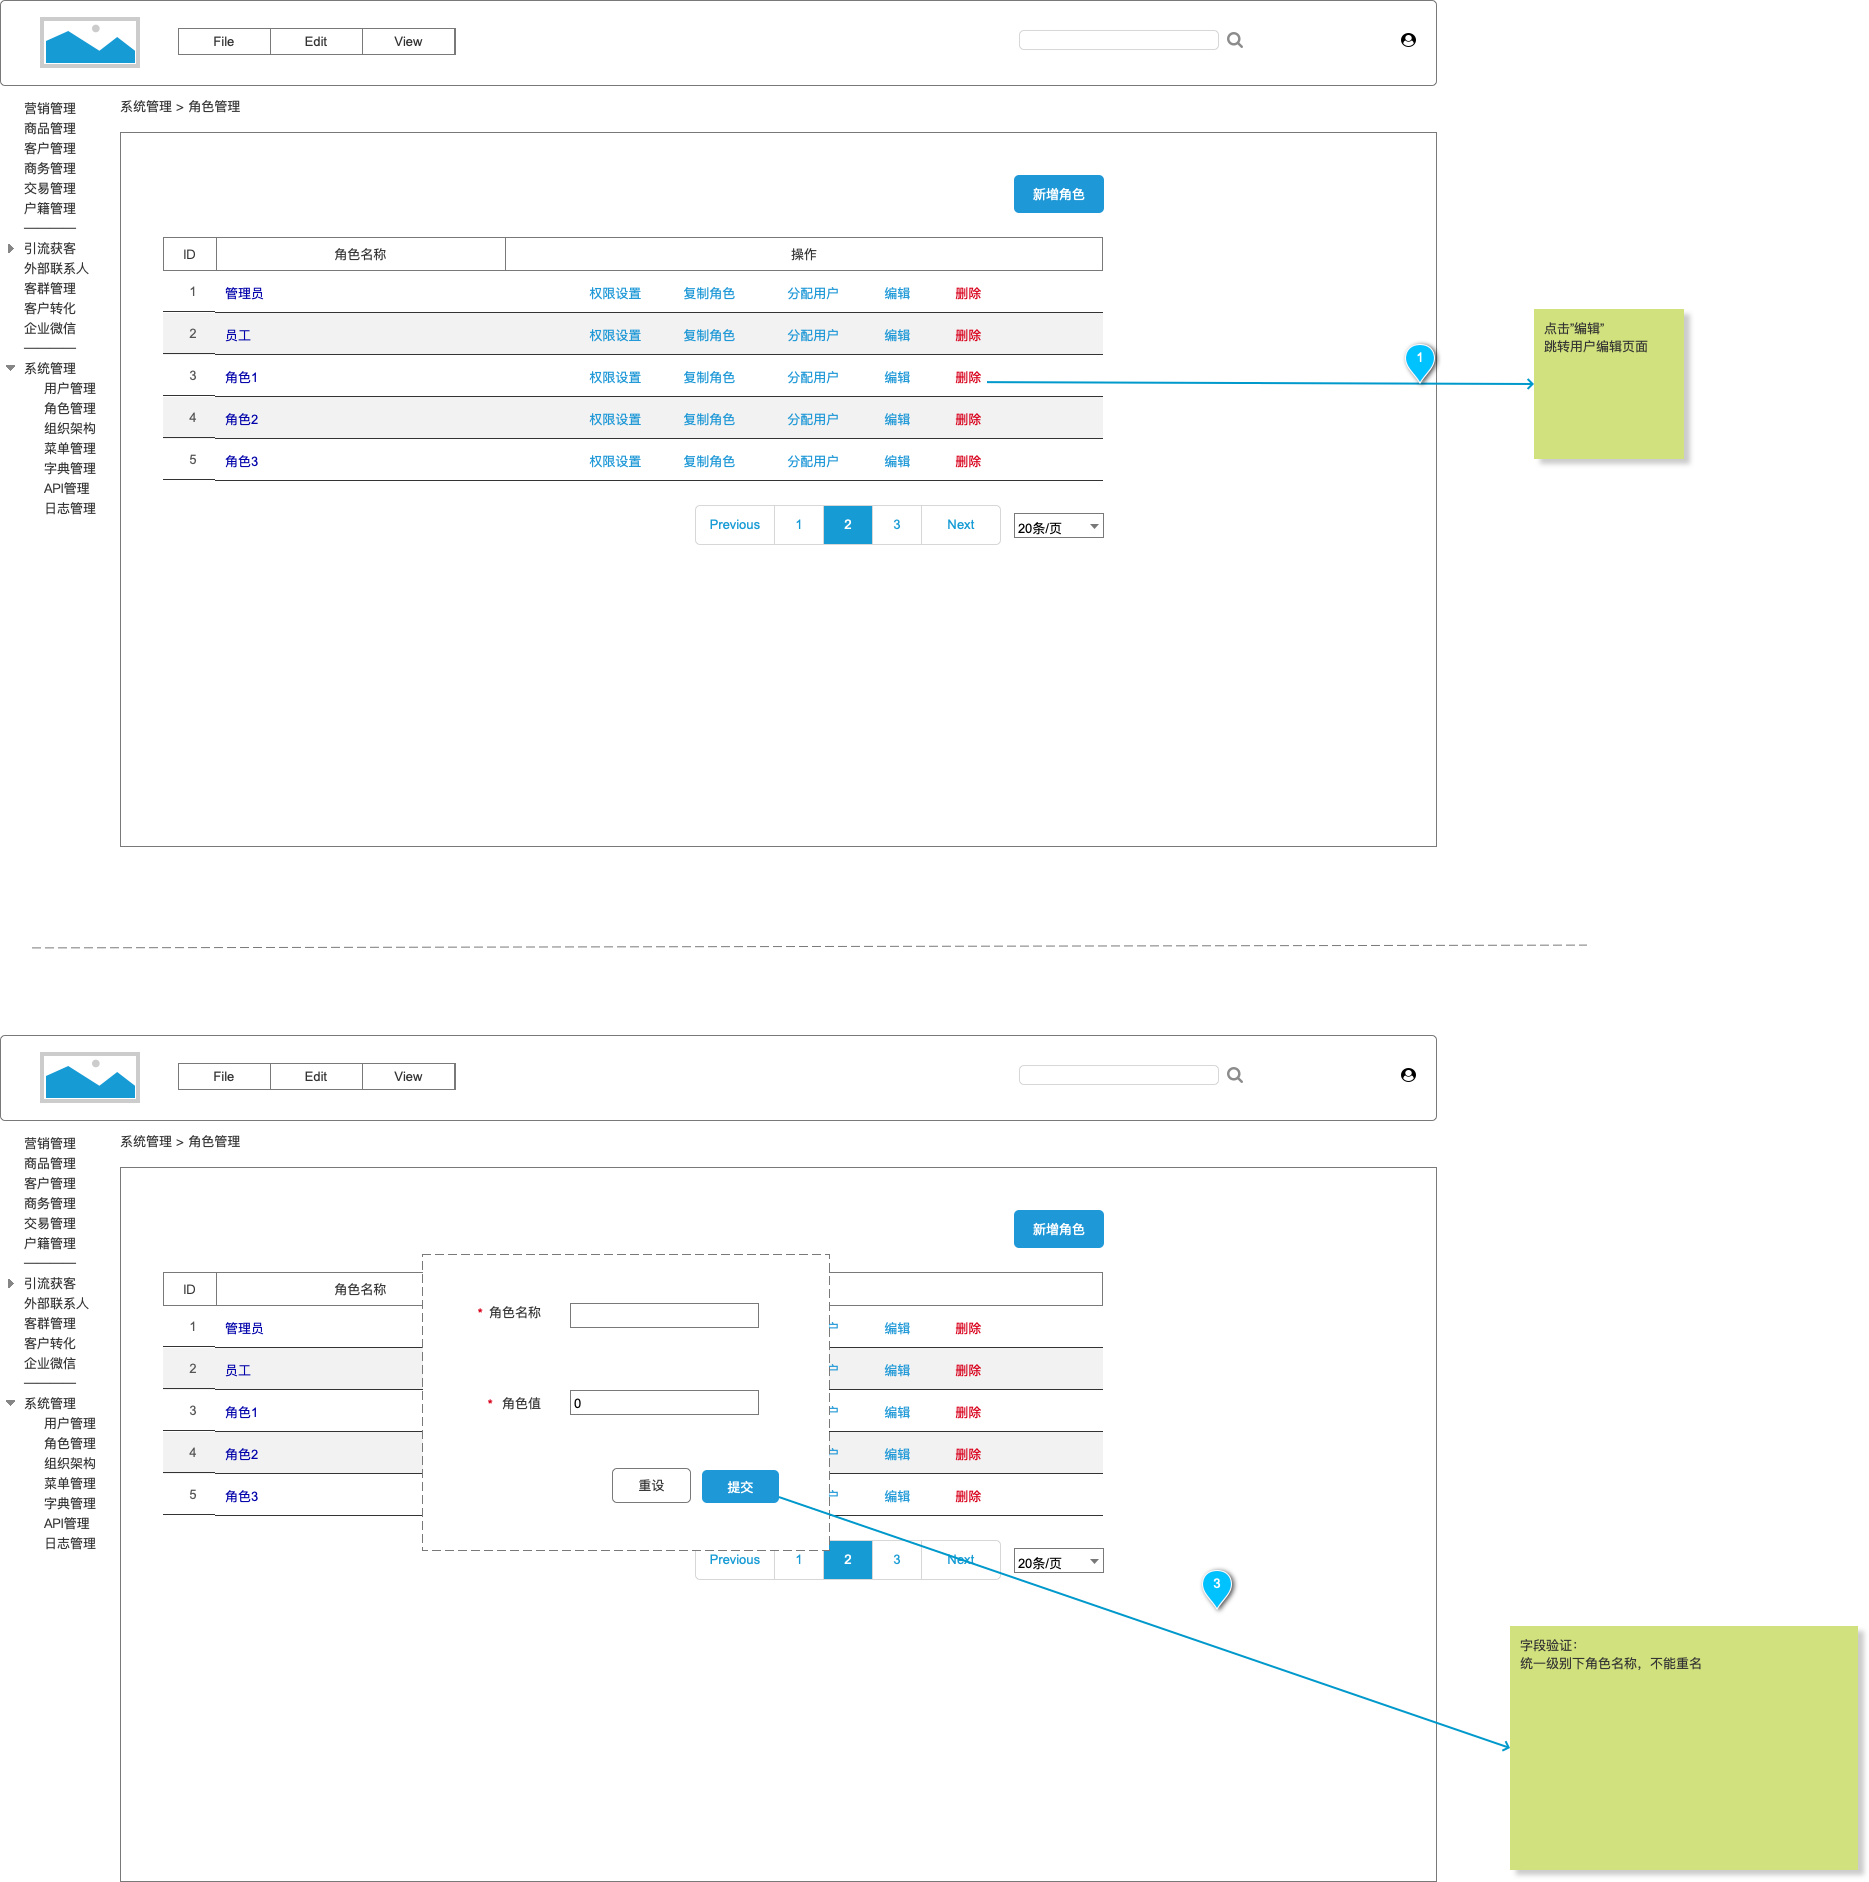 File Edit View
系统管理 > 角色管理
营销管理
商品管理
客户管理
商务管理
交易管理
户籍管理
引流获客
外部联系人
客群管理
客户转化
企业微信
系统管理
用户管理
角色管理
组织架构
菜单管理
字典管理
API管理
日志管理
新增角色
ID 角色名称 操作
1 管理员 权限设置 复制角色 分配用户 编辑 删除
2 员工 权限设置 复制角色 分配用户 编辑 删除
3 角色1 权限设置 复制角色 分配用户 编辑 删除
4 角色2 权限设置 复制角色 分配用户 编辑 删除
5 角色3 权限设置 复制角色 分配用户 编辑 删除
Previous 1 2 3 Next 20条/页
1
点击”编辑”
跳转用户编辑页面
File Edit View
系统管理 > 角色管理
营销管理
商品管理
客户管理
商务管理
交易管理
户籍管理
引流获客
外部联系人
客群管理
客户转化
企业微信
系统管理
用户管理
角色管理
组织架构
菜单管理
字典管理
API管理
日志管理
新增角色
ID 角色名称
1 管理员 编辑 删除
2 员工 编辑 删除
3 角色1 编辑 删除
4 角色2 编辑 删除
5 角色3 编辑 删除
* 角色名称
* 角色值 0
重设 提交
Previous 1 2 3 Next 20条/页
3
字段验证：
统一级别下角色名称，不能重名